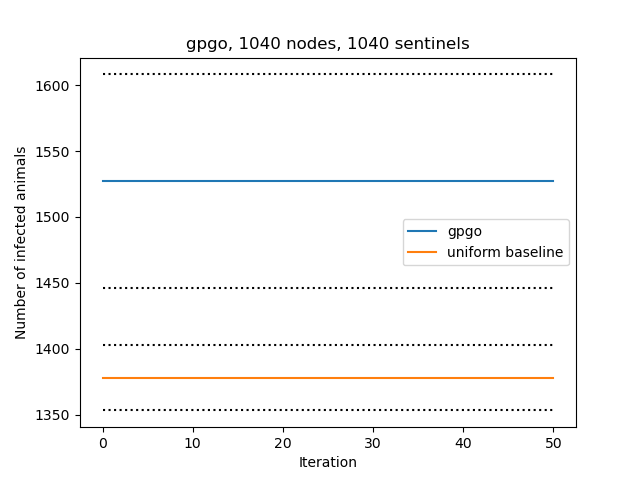 gpgo, 1040 nodes, 1040 sentinels
1600
1550
1500
1450
1400
1350
Number of infected animals
gpgo
uniform baseline
0 10 20 30 40 50
Iteration